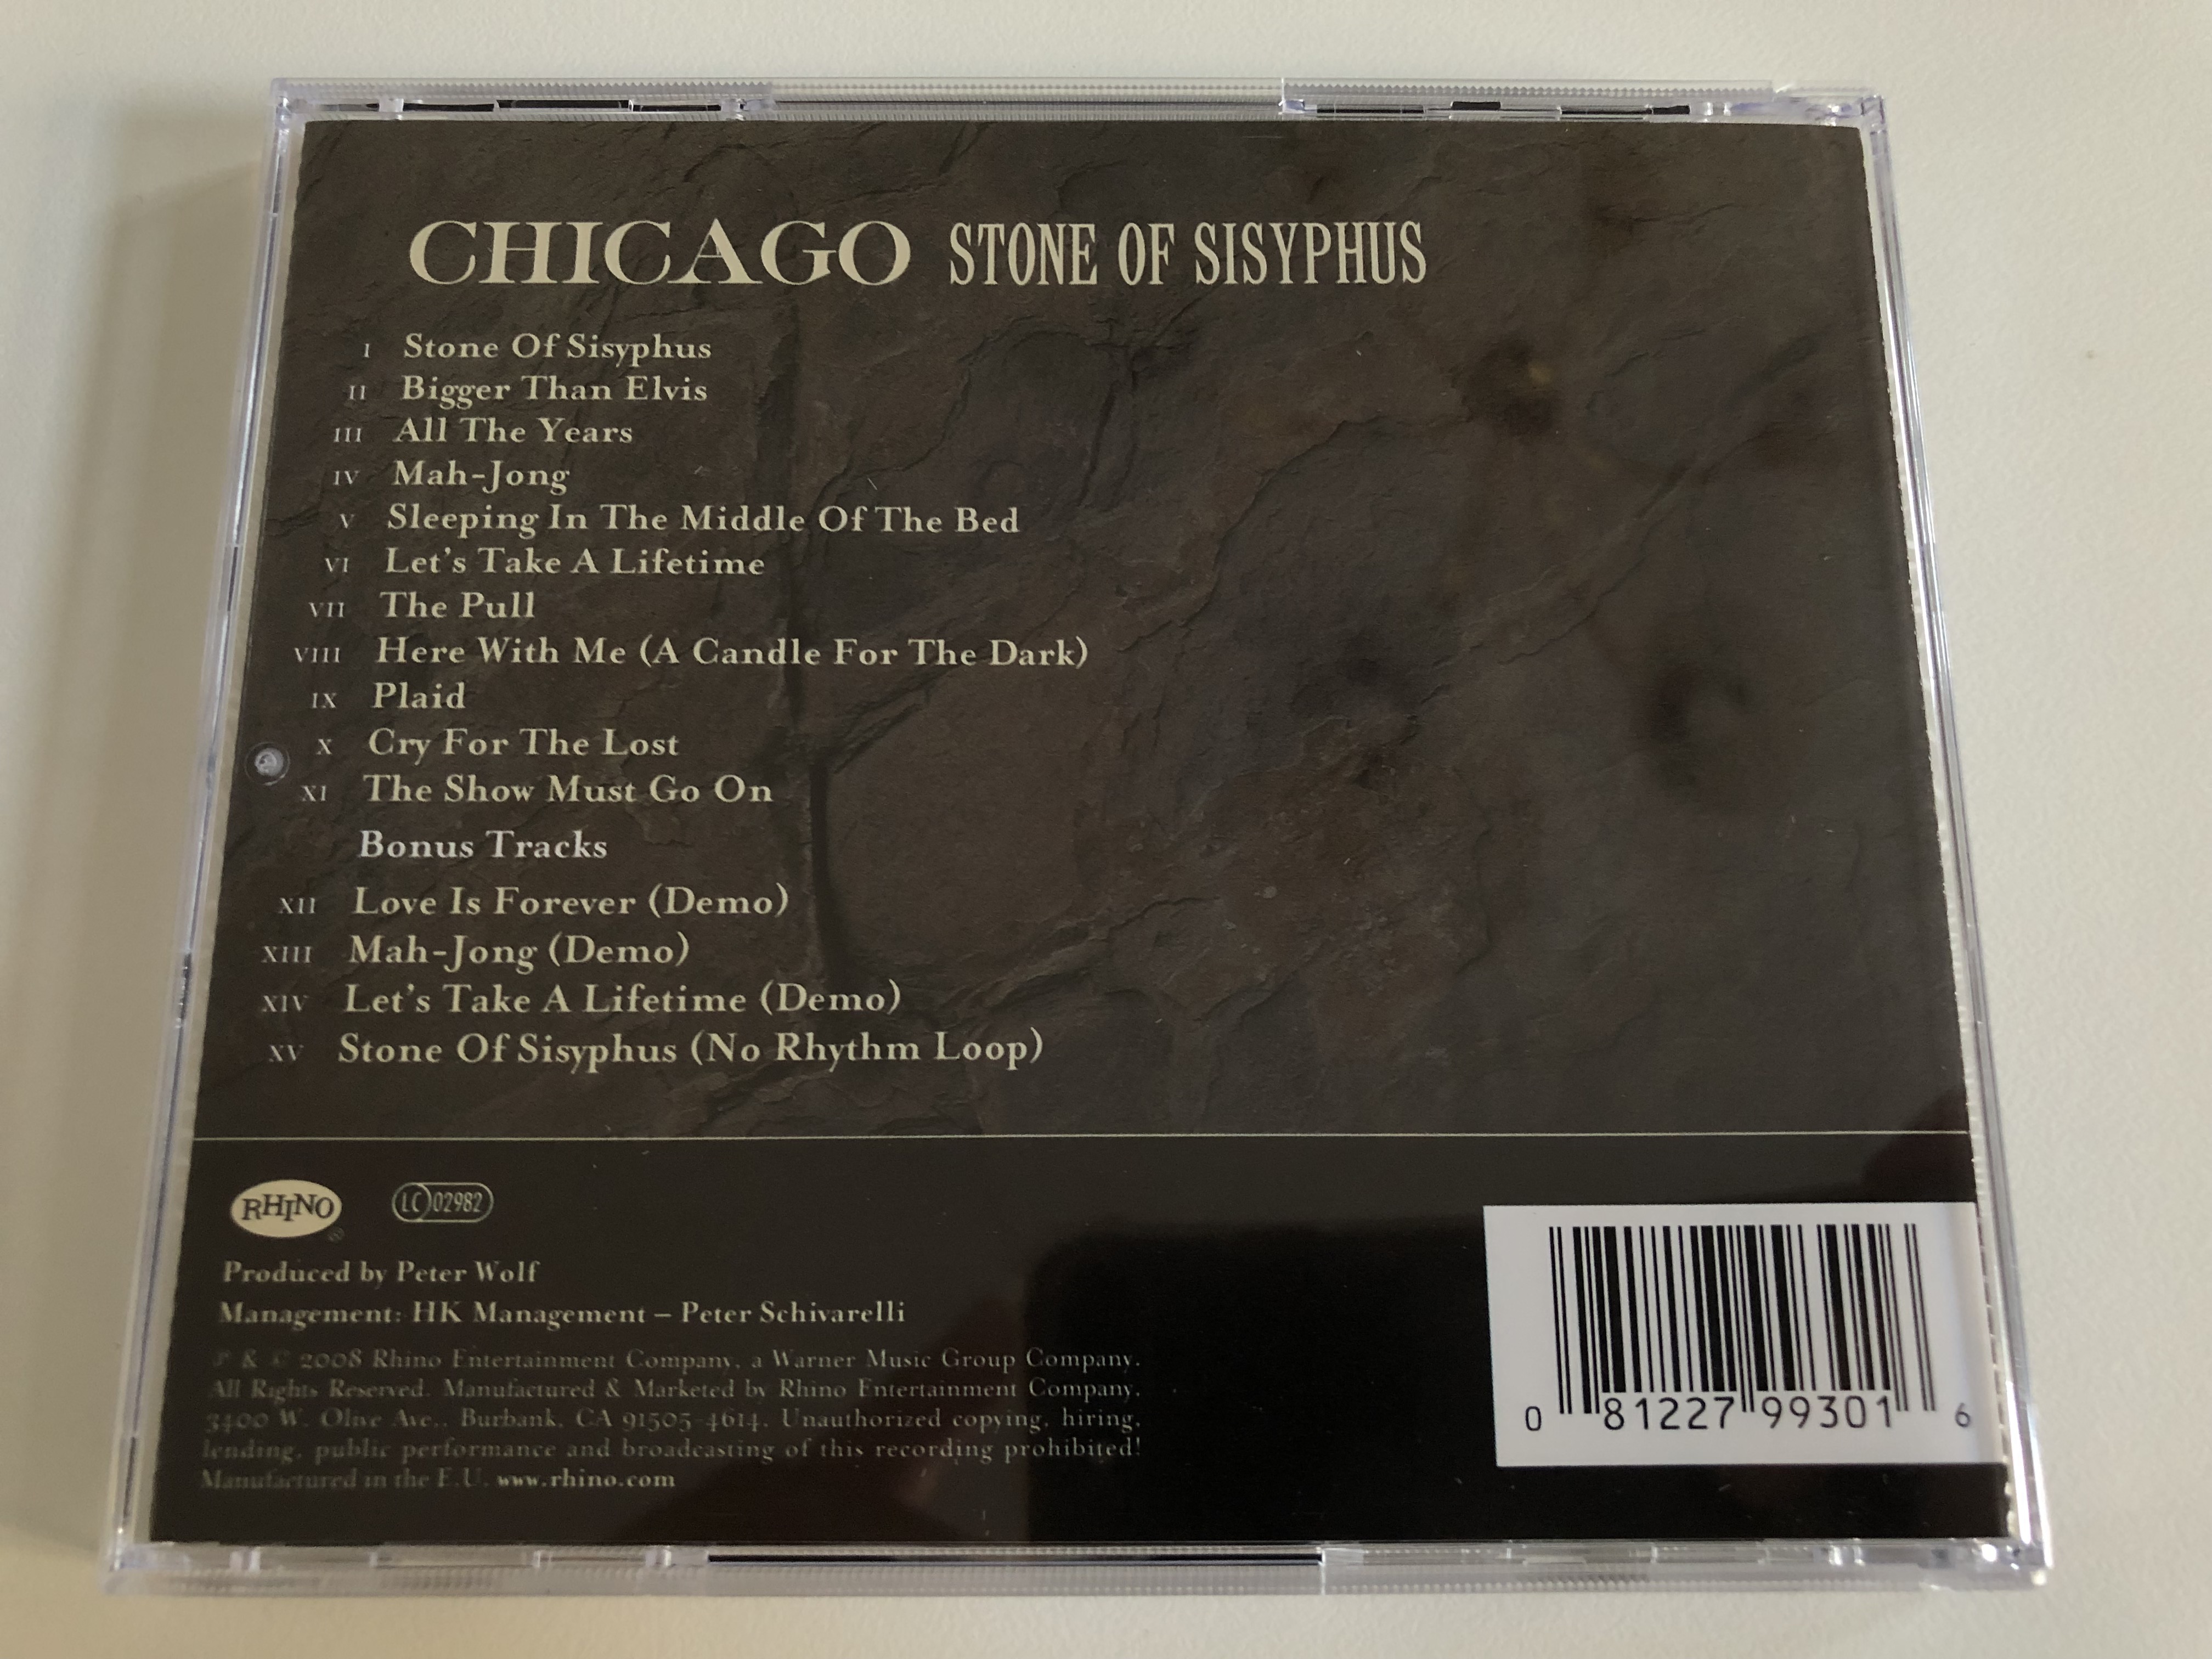 CHICAGO STONE OF SISYPHUS
I Stone Of Sisyphus
II Bigger Than Elvis
III All The Years
IV Mah-Jong
V Sleeping In The Middle Of The Bed
VI Let's Take A Lifetime
VII The Pull
VIII Here With Me (A Candle For The Dark)
IX Plaid
X Cry For The Lost
XI The Show Must Go On
Bonus Tracks
XII Love Is Forever (Demo)
XIII Mah-Jong (Demo)
XIV Let's Take A Lifetime (Demo)
XV Stone Of Sisyphus (No Rhythm Loop)
RHINO ® LC 02982
Produced by Peter Wolf
Management: HK Management – Peter Schivarelli
℗ & © 2008 Rhino Entertainment Company, a Warner Music Group Company.
All Rights Reserved. Manufactured & Marketed by Rhino Entertainment Company,
3400 W. Olive Ave., Burbank, CA 91505-4614. Unauthorized copying, hiring,
lending, public performance and broadcasting of this recording prohibited!
Manufactured in the E.U. www.rhino.com
0 81227 99301 6